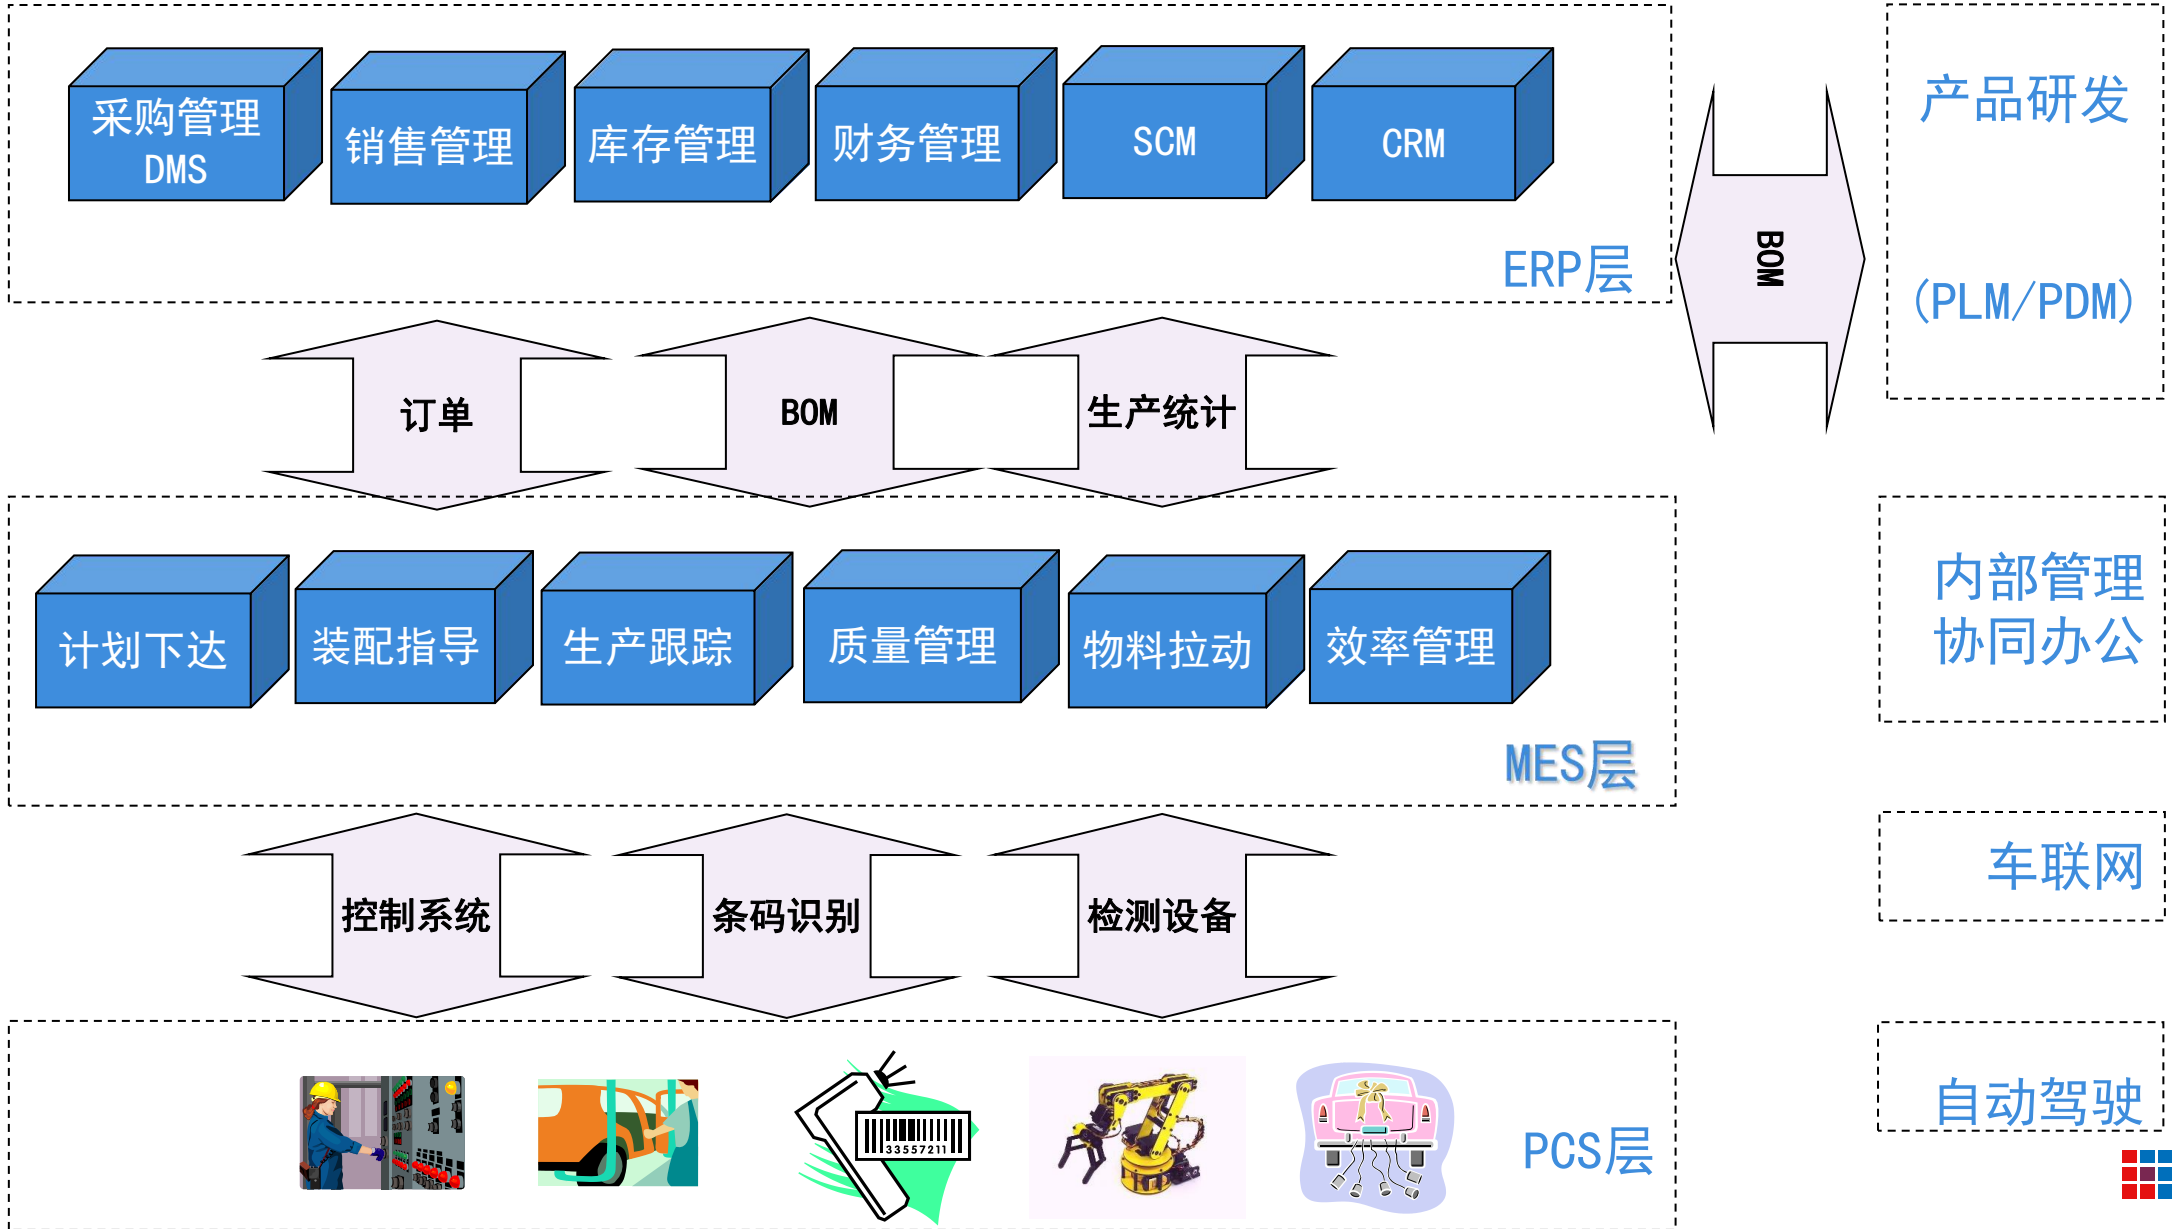 采购管理
DMS
销售管理
库存管理
财务管理
SCM
CRM
ERP层
BOM
产品研发
(PLM/PDM)
订单
BOM
生产统计
计划下达
装配指导
生产跟踪
质量管理
物料拉动
效率管理
MES层
内部管理
协同办公
控制系统
条码识别
检测设备
车联网
33557211
PCS层
自动驾驶